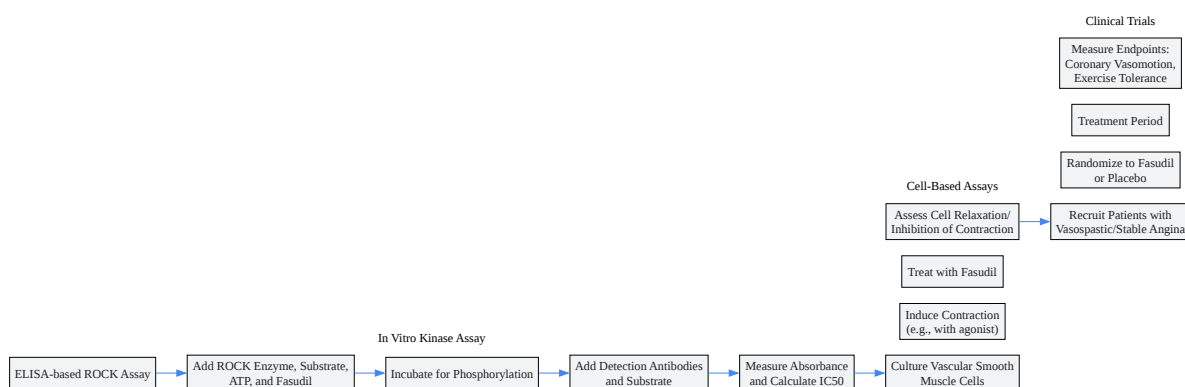 Clinical Trials
Measure Endpoints:
Coronary Vasomotion,
Exercise Tolerance
Treatment Period
Randomize to Fasudil
or Placebo
Cell-Based Assays
Assess Cell Relaxation/
Inhibition of Contraction
Recruit Patients with
Vasospastic/Stable Angina
Treat with Fasudil
Induce Contraction
(e.g., with agonist)
In Vitro Kinase Assay
ELISA-based ROCK Assay
Add ROCK Enzyme, Substrate,
ATP, and Fasudil
Incubate for Phosphorylation
Add Detection Antibodies
and Substrate
Measure Absorbance
and Calculate IC50
Culture Vascular Smooth
Muscle Cells